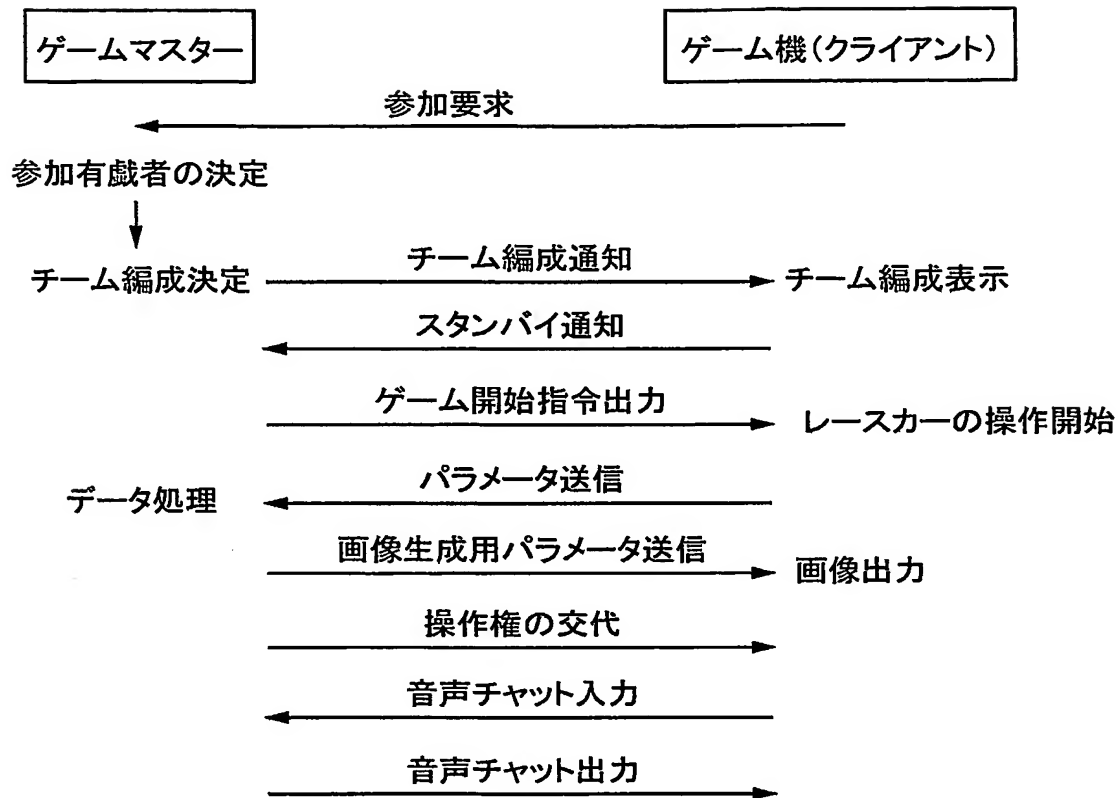 ゲームマスター
ゲーム機(クライアント)
参加要求
参加有戯者の決定
チーム編成決定
チーム編成通知
チーム編成表示
スタンバイ通知
ゲーム開始指令出力
レースカーの操作開始
データ処理
パラメータ送信
画像生成用パラメータ送信
画像出力
操作権の交代
音声チャット入力
音声チャット出力